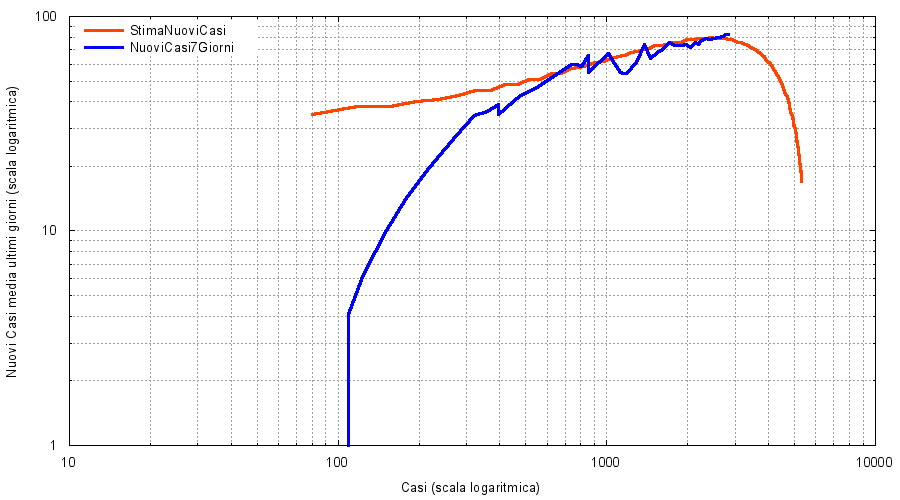 100
StimaNuoviCasi
NuoviCasi7Giorni
10
1
Nuovi Casi media ultimi giorni (scala logaritmica)
10
100
1000
10000
Casi (scala logaritmica)